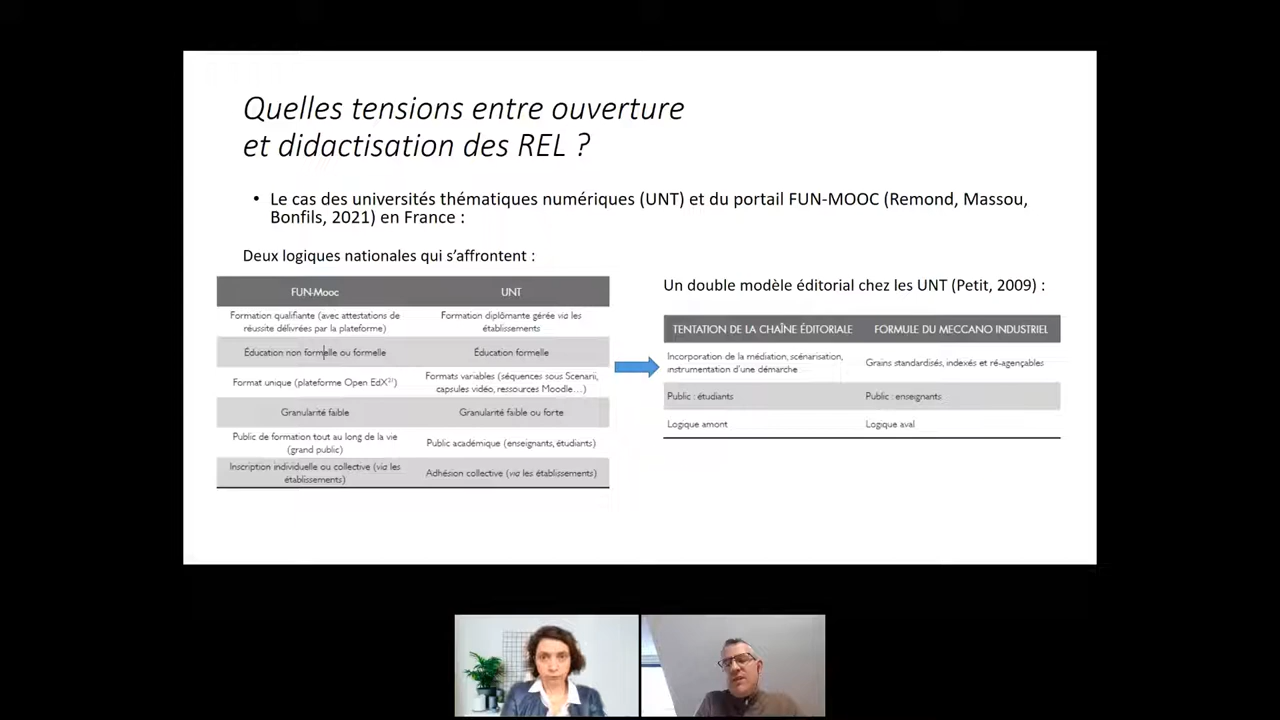 Quelles tensions entre ouverture
et didactisation des REL ?
• Le cas des universités thématiques numériques (UNT) et du portail FUN-MOOC (Remond, Massou,
Bonfils, 2021) en France :
Deux logiques nationales qui s’affrontent :
FUN-Mooc UNT
Formation qualifiante (avec attestations de
réussite délivrées par la plateforme)
Formation diplômante gérée via les
établissements
Éducation non formelle ou formelle
Éducation formelle
Format unique (plateforme Open EdX²¹)
Formats variables (séquences sous Scenari,
capsules vidéo, ressources Moodle…)
Granularité faible
Granularité faible ou forte
Public de formation tout au long de la vie
(grand public)
Public académique (enseignants, étudiants)
Inscription individuelle ou collective (via les
établissements)
Adhésion collective (via les établissements)
Un double modèle éditorial chez les UNT (Petit, 2009) :
TENTATION DE LA CHAÎNE ÉDITORIALE FORMULE DU MECCANO INDUSTRIEL
Incorporation de la médiation, scénarisation,
instrumentation d’une démarche
Grains standardisés, indexés et ré-agençables
Public : étudiants
Public : enseignants
Logique amont
Logique aval